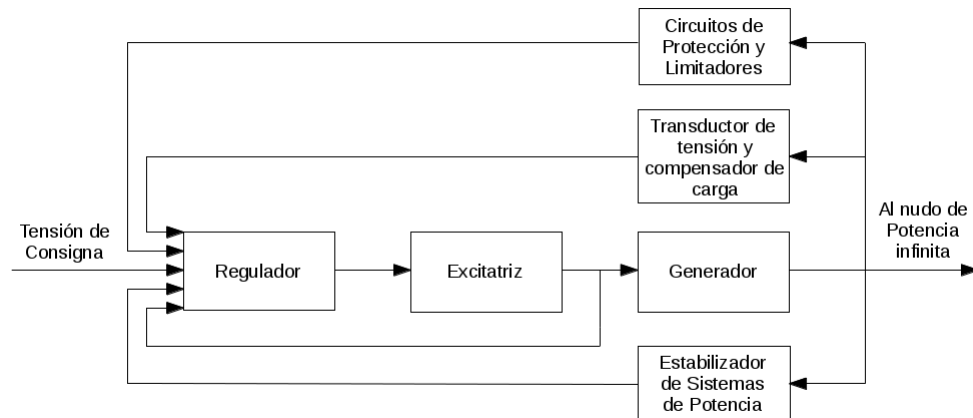 Circuitos de
Protección y
Limitadores
Transductor de
tensión y
compensador de
carga
Tensión de
Consigna
Regulador
Excitatriz
Generador
Al nudo de
Potencia
infinita
Estabilizador
de Sistemas
de Potencia